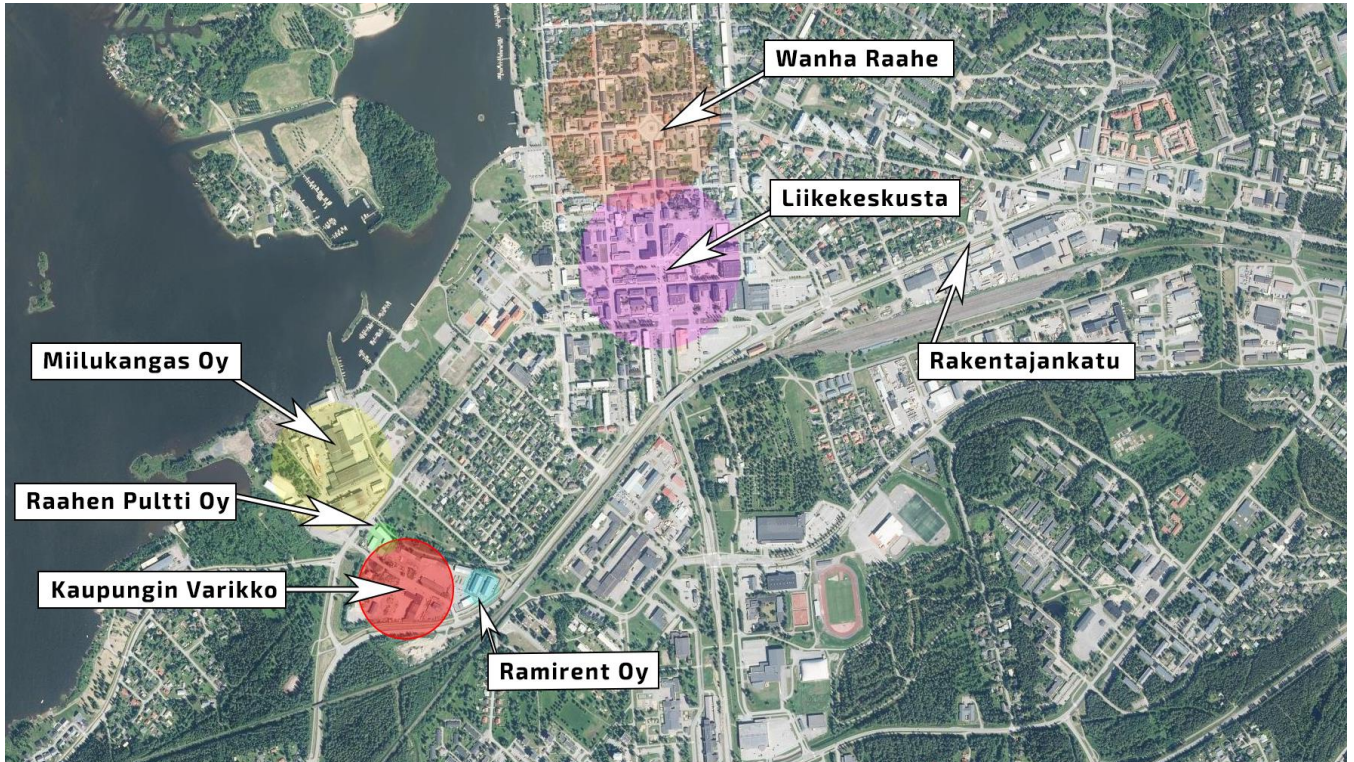 Wanha Raahe
Liikekeskusta
Miilukangas Oy
Rakentajankatu
Raahen Pultti Oy
Kaupungin Varikko
Ramirent Oy